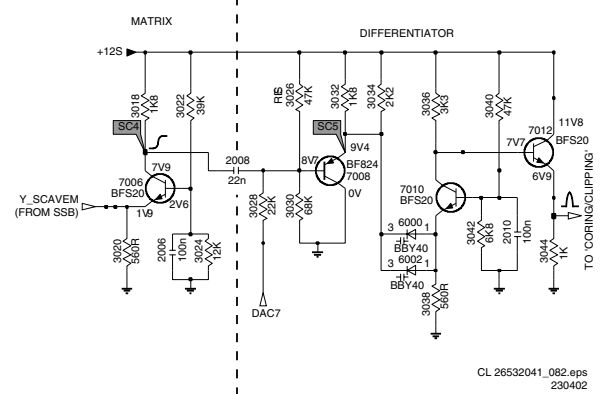 MATRIX
DIFFERENTIATOR
+12S
3018
1K8
3022
39K
RIS
3026
47K
3032
1K8
3034
2K2
3036
3K3
3040
47K
SC4
SC5
11V8
7012
BFS20
7V7
6V9
9V4
BF824
7008
0V
8V7
2008
22n
7V9
7006
BFS20
2V6
1V9
Y_SCAVEM
(FROM SSB)
7010
BFS20
3028
22K
3030
68K
3020
560R
2006
100n
3024
12K
3 6000 1
BBY40
3 6002 1
BBY40
3038
560R
3042
6K8
2010
100n
3044
1K
TO 'CORING/CLIPPING'
DAC7
CL 26532041_082.eps
230402